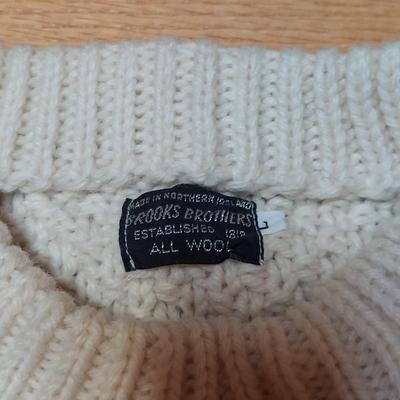 MADE IN NORTHERN IRELAND
BROOKS BROTHERS
ESTABLISHED 1818
ALL WOOL
L